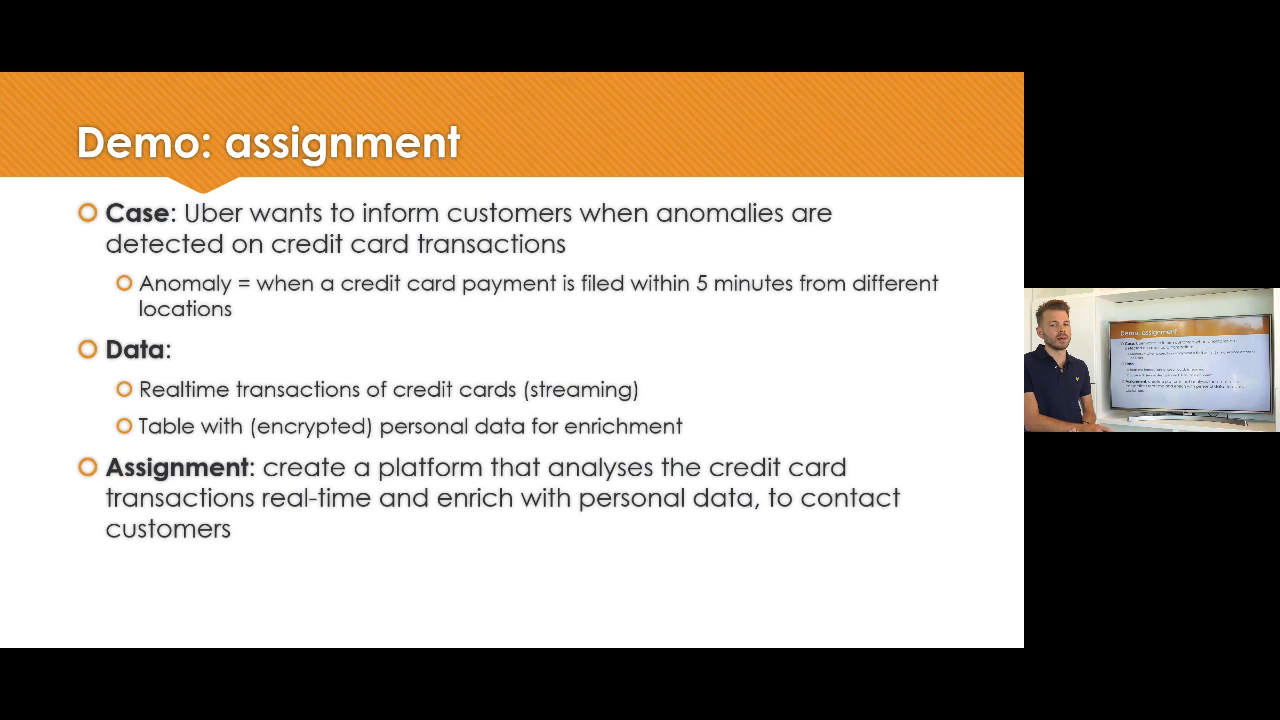 Demo: assignment
Case: Uber wants to inform customers when anomalies are
detected on credit card transactions
Anomaly = when a credit card payment is filed within 5 minutes from different
locations
Data:
Realtime transactions of credit cards (streaming)
Table with (encrypted) personal data for enrichment
Assignment: create a platform that analyses the credit card
transactions real-time and enrich with personal data, to contact
customers
Demo: assignment